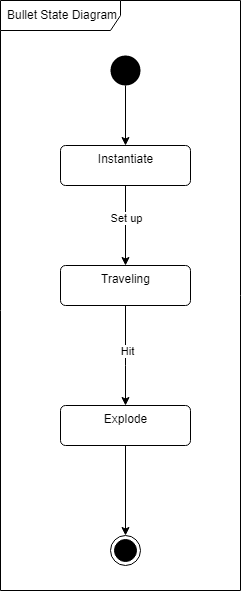 Bullet State Diagram
Instantiate
Set up
Traveling
Hit
Explode